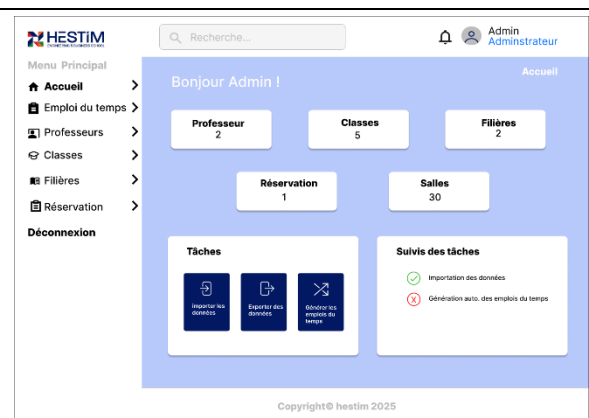 HESTiM
Recherche...
Admin
Adminstrateur
Menu Principal
Accueil
Emploi du temps
Professeurs
Classes
Filières
Réservation
Déconnexion
Accueil
Bonjour Admin !
Professeur
2
Classes
5
Filières
2
Réservation
1
Salles
30
Tâches
Importer les
données
Exporter des
données
Générer les
emplois du
temps
Suivis des tâches
Importation des données
X
Génération auto. des emplois du temps
Copyright© hestim 2025